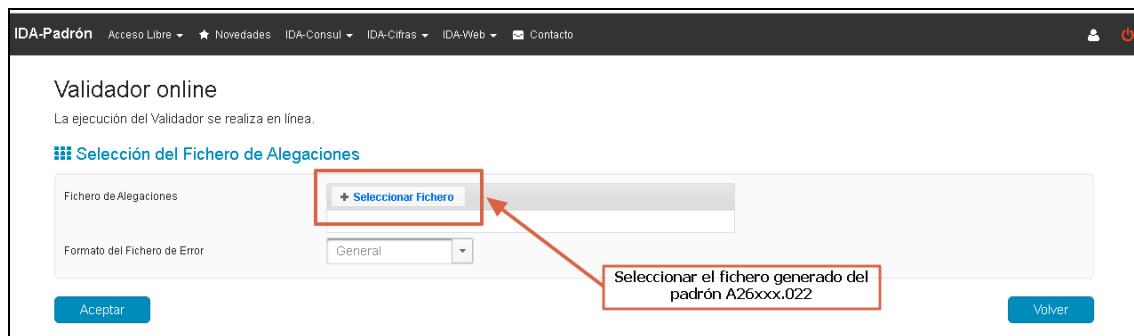 IDA-Padrón Acceso Libre Novedades IDA-Consul IDA-Cifras IDA-Web Contacto
Validador online
La ejecución del Validador se realiza en línea.
Selección del Fichero de Alegaciones
Fichero de Alegaciones + Seleccionar Fichero
Formato del Fichero de Error General
Seleccionar el fichero generado del
padrón A26xxx.022
Aceptar Volver